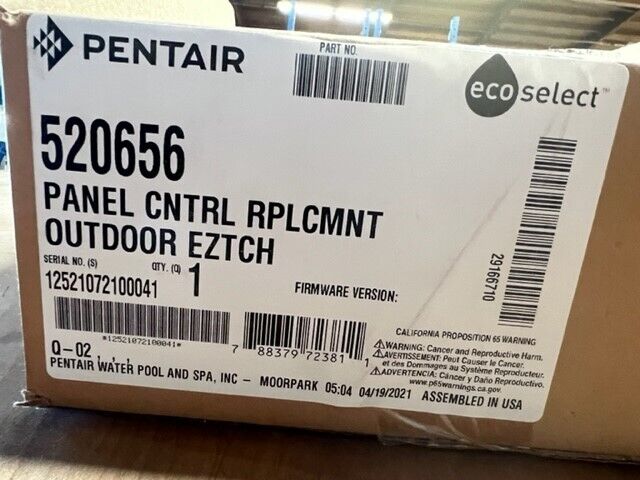 PENTAIR
PART NO.
ecoselect™
520656
PANEL CNTRL RPLCMNT
OUTDOOR EZTCH
SERIAL NO. (S)
QTY. (Q)
12521072100041
1
FIRMWARE VERSION:
29166710
*12521072100041*
7 88379 72381 1
CALIFORNIA PROPOSITION 65 WARNING
WARNING: Cancer and Reproductive Harm.
AVERTISSEMENT: Peut Causer le Cancer
et des Dommages au Système Reproducteur.
ADVERTENCIA: Cáncer y Daño Reproductivo.
www.p65warnings.ca.gov.
Q-02 , , ,
PENTAIR WATER POOL AND SPA, INC – MOORPARK 05:04 04/19/2021 ASSEMBLED IN USA